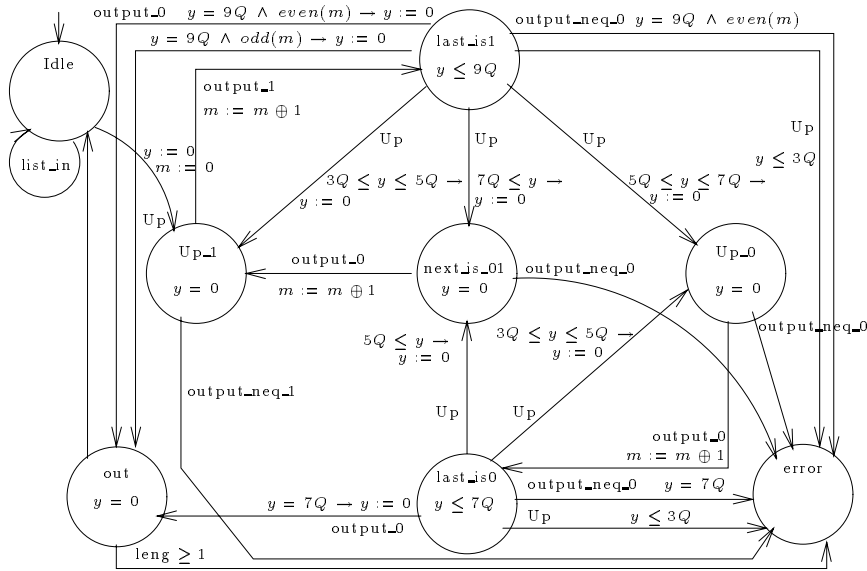 output_0 y = 9Q ∧ even(m) → y := 0
output_neq_0 y = 9Q ∧ even(m)
y = 9Q ∧ odd(m) → y := 0
last_is1
y ≤ 9Q
Idle
output_1
m := m ⊕ 1
list_in
Up
Up
Up
Up
y ≤ 3Q
y := 0
m := 0
3Q ≤ y ≤ 5Q →
y := 0
7Q ≤ y →
y := 0
5Q ≤ y ≤ 7Q →
y := 0
Up
Up_1
y = 0
output_0
m := m ⊕ 1
next_is_01
y = 0
output_neq_0
Up_0
y = 0
5Q ≤ y →
y := 0
3Q ≤ y ≤ 5Q →
y := 0
output_neq_0
output_neq_1
Up
Up
output_0
m := m ⊕ 1
out
y = 0
last_is0
y ≤ 7Q
error
y = 7Q → y := 0
output_0
output_neq_0 y = 7Q
Up y ≤ 3Q
leng ≥ 1